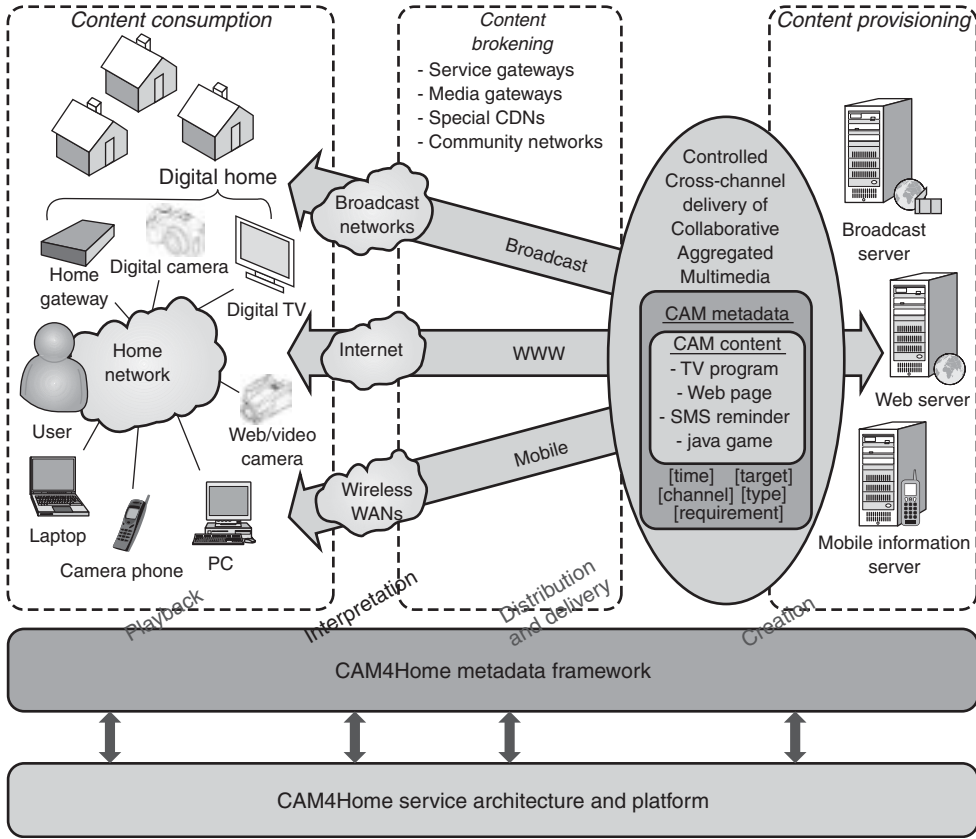 Content consumption
Content
brokening
- Service gateways
- Media gateways
- Special CDNs
- Community networks
Content provisioning
Digital home
Home
gateway
Digital camera
Digital TV
Home
network
User
Web/video
camera
Laptop
Camera phone
PC
Broadcast
networks
Broadcast
Internet
WWW
Wireless
WANs
Mobile
Controlled
Cross-channel
delivery of
Collaborative
Aggregated
Multimedia
CAM metadata
CAM content
- TV program
- Web page
- SMS reminder
- java game
[time] [target]
[channel] [type]
[requirement]
Broadcast
server
Web server
Mobile information
server
Playback
Interpretation
Distribution
and delivery
Creation
CAM4Home metadata framework
CAM4Home service architecture and platform